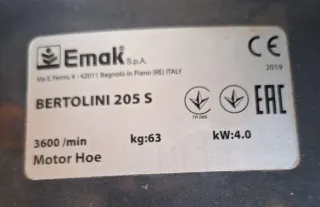 Emak S.p.A.
Via E. Fermi, 4 - 42011 Bagnolo in Piano (RE) ITALY
CE
2019
BERTOLINI 205 S
EAC
3600 /min kg:63 kW:4.0
Motor Hoe